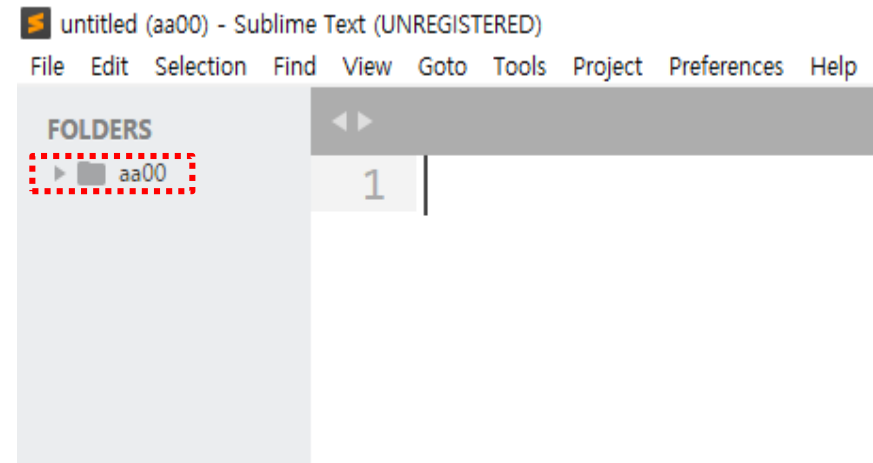 untitled (aa00) - Sublime Text (UNREGISTERED)
File Edit Selection Find View Goto Tools Project Preferences Help
FOLDERS
aa00
1